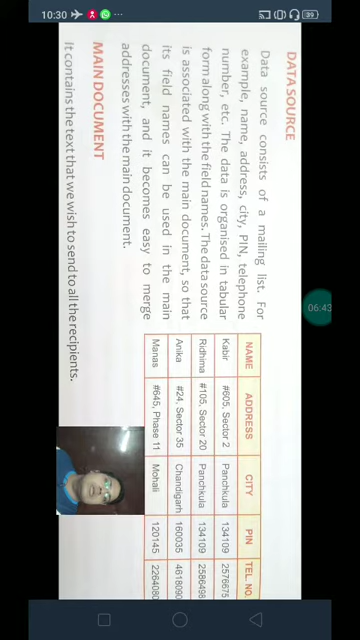 10:30
39
06:43
DATA SOURCE
Data source consists of a mailing list. For
example, name, address, city, PIN, telephone
number, etc. The data is organised in tabular
form along with the field names. The data source
is associated with the main document, so that
its field names can be used in the main
document, and it becomes easy to merge
addresses with the main document.
NAME ADDRESS CITY PIN TEL. NO.
Kabir #605, Sector 2 Panchkula 134109 2576675
Ridhima #105, Sector 20 Panchkula 134109 2586498
Anika #24, Sector 35 Chandigarh 160035 4618090
Manas #645, Phase 11 Mohali 120145 2264080
MAIN DOCUMENT
It contains the text that we wish to send to all the recipients.